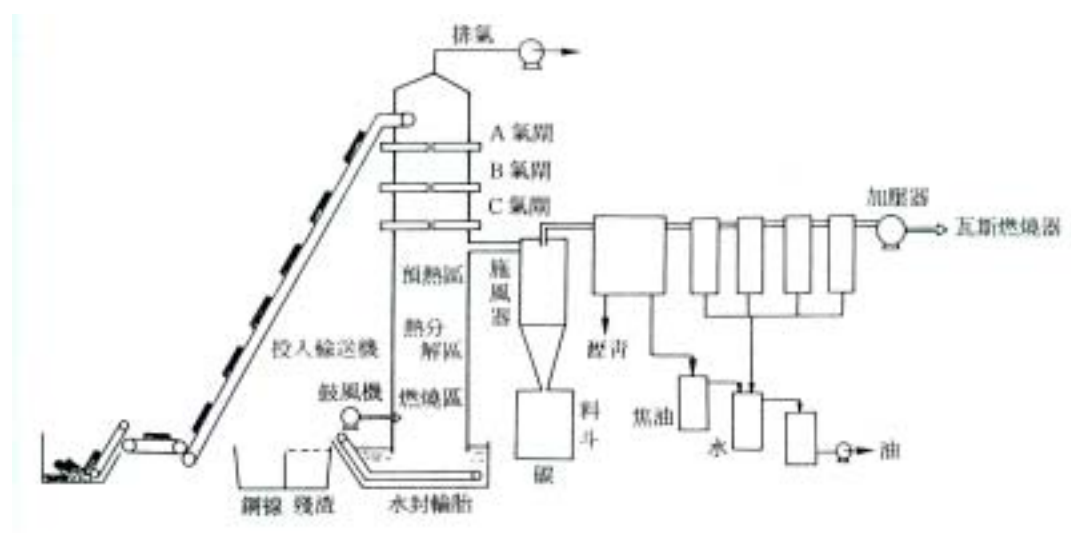 排氣
A 氣閘
B 氣閘
C 氣閘
加壓器
瓦斯燃燒器
預熱區
旋風器
熱分
解區
投入輸送機
瀝青
鼓風機
燃燒區
料斗
焦油
水
油
碳
鋼線
殘渣
水封輪胎